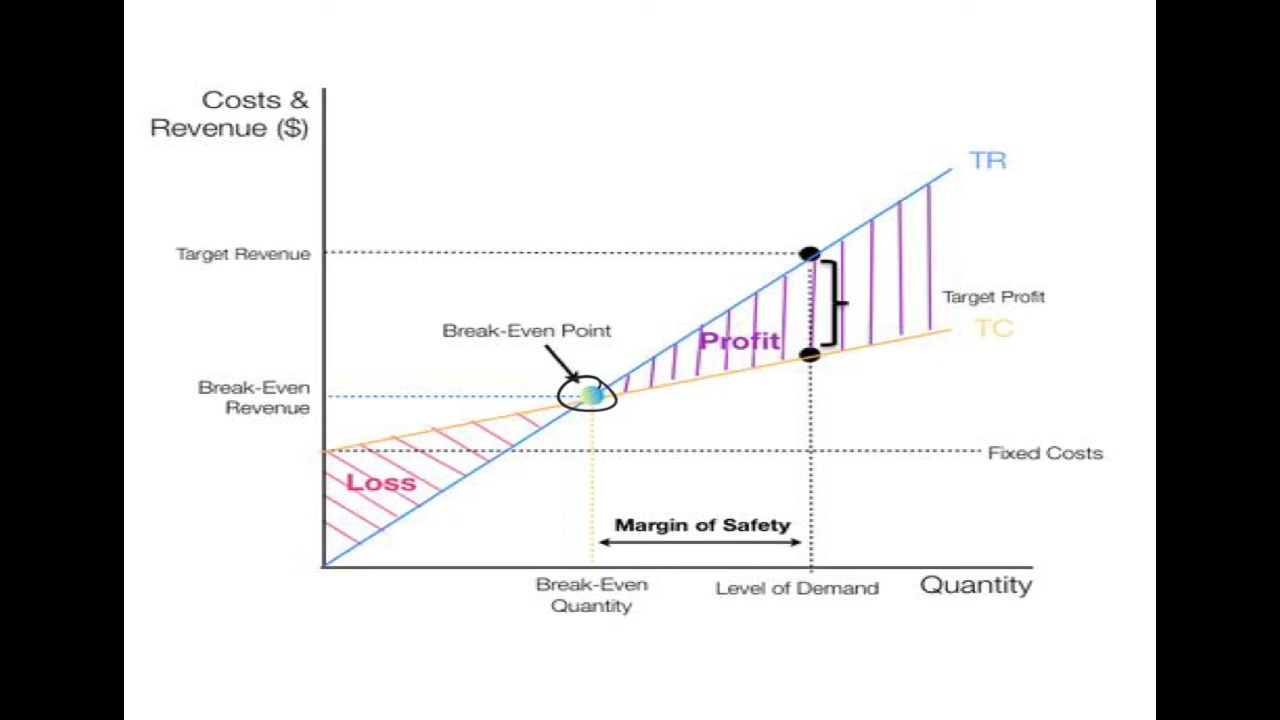 Costs &
Revenue ($)
TR
Target Revenue
Target Profit
TC
Break-Even Point
Profit
Break-Even
Revenue
Fixed Costs
Loss
Margin of Safety
Break-Even
Quantity
Level of Demand
Quantity